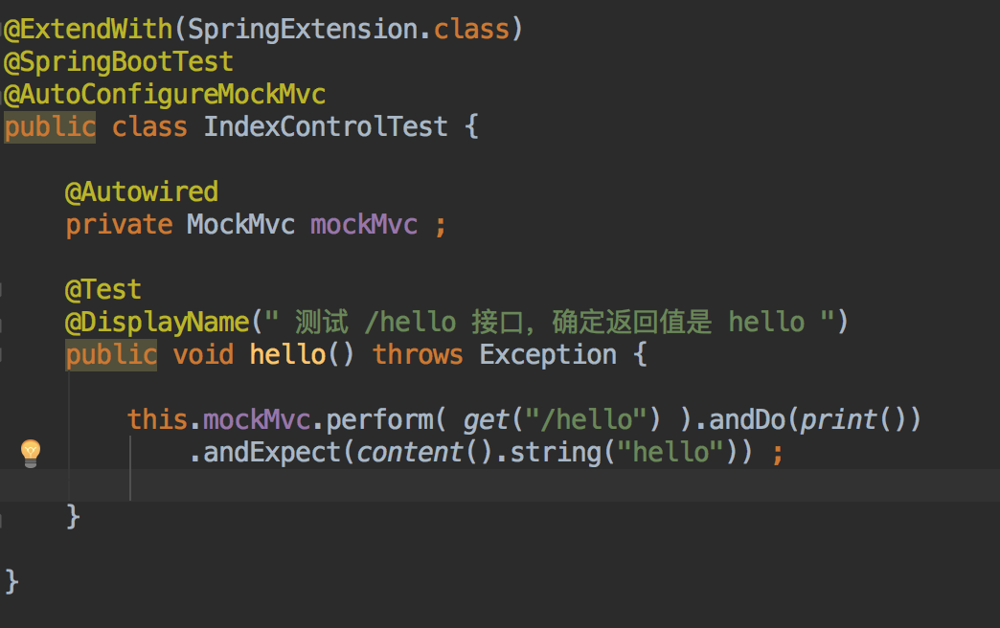 @ExtendWith(SpringExtension.class)
@SpringBootTest
@AutoConfigureMockMvc
public class IndexControlTest {
@Autowired
private MockMvc mockMvc ;
@Test
@DisplayName(" 测试 /hello 接口，确定返回值是 hello ")
public void hello() throws Exception {
this.mockMvc.perform( get("/hello") ).andDo(print())
.andExpect(content().string("hello")) ;
}
}